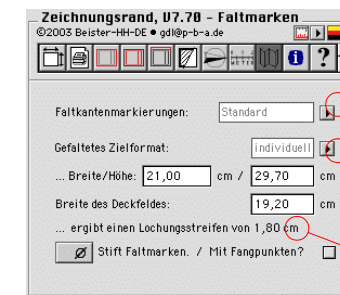 Zeichnungsrand, V7.70 - Faltmarken
©2003 Beister-HH-DE • gdl@p-b-a.de
METER
Faltkantenmarkierungen: Standard
Gefaltetes Zielformat: individuell
... Breite/Höhe: 21,00 cm / 29,70 cm
Breite des Deckfeldes: 19,20 cm
... ergibt einen Lochungsstreifen von 1,80 cm
Stift Faltmarken. / Mit Fangpunkten?